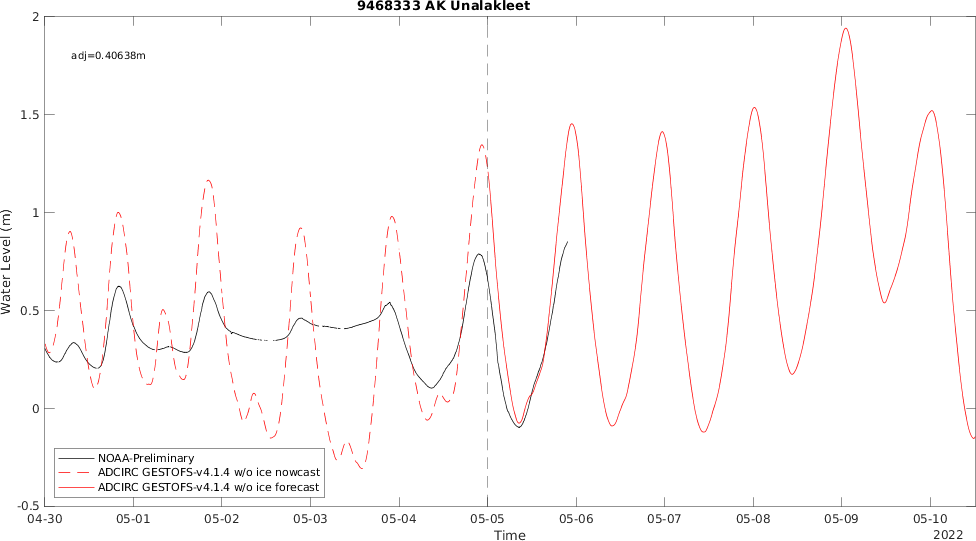 9468333 AK Unalakleet
adj=0.40638m
Water Level (m)
2
1.5
1
0.5
0
-0.5
NOAA-Preliminary
ADCIRC GESTOFS-v4.1.4 w/o ice nowcast
ADCIRC GESTOFS-v4.1.4 w/o ice forecast
04-30 05-01 05-02 05-03 05-04 05-05 05-06 05-07 05-08 05-09 05-10
Time
2022